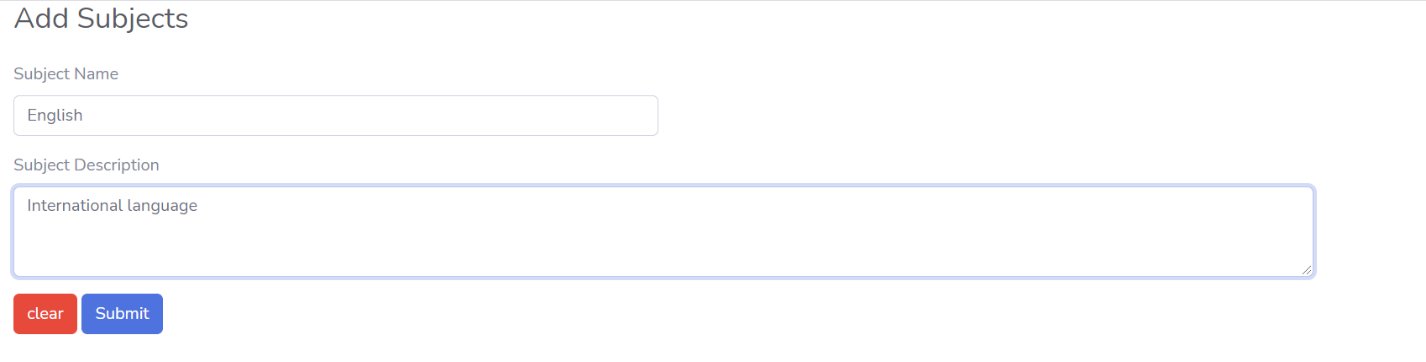 Add Subjects
Subject Name
English
Subject Description
International language
clear Submit